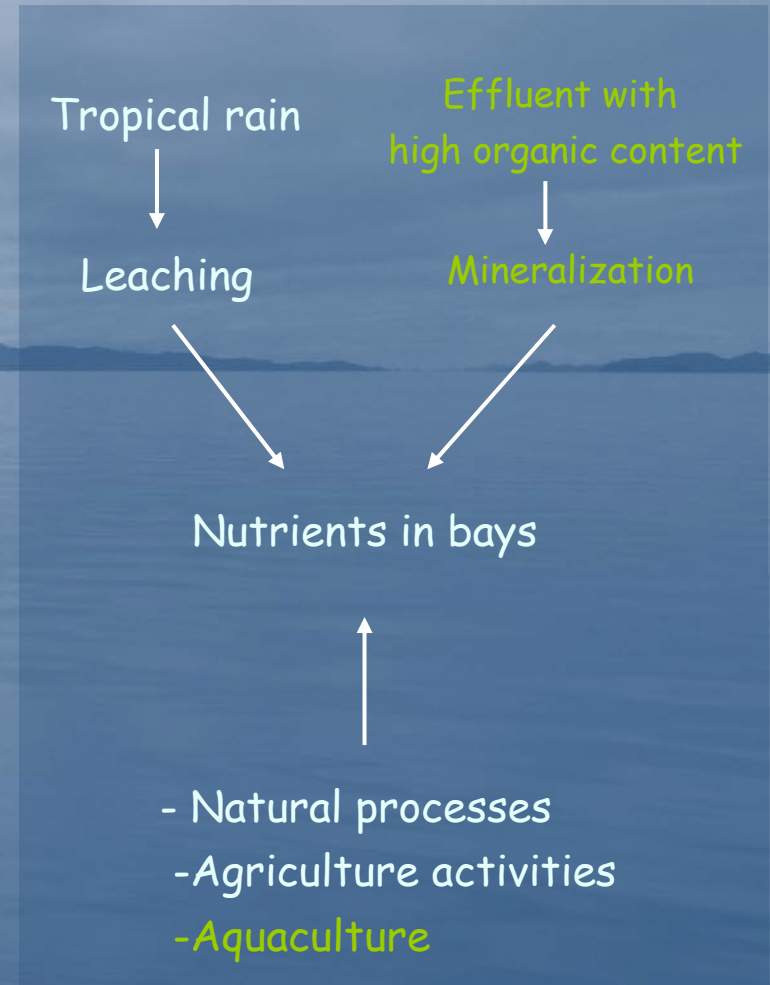 Tropical rain
Effluent with
high organic content
Leaching
Mineralization
Nutrients in bays
- Natural processes
-Agriculture activities
-Aquaculture